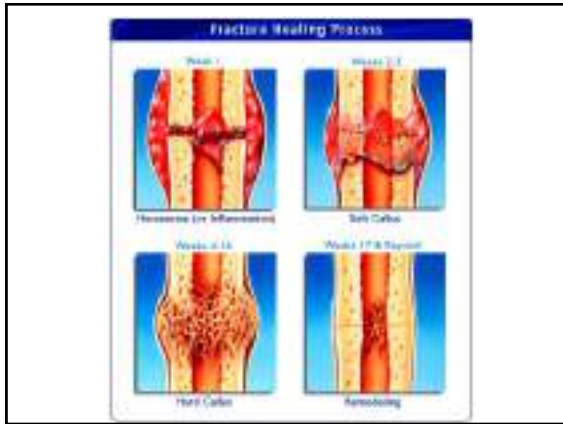 Fracture Healing Process
Week 1
Weeks 2-3
Hematoma (or Inflammation)
Soft Callus
Weeks 4-16
Weeks 17 & Beyond
Hard Callus
Remodeling